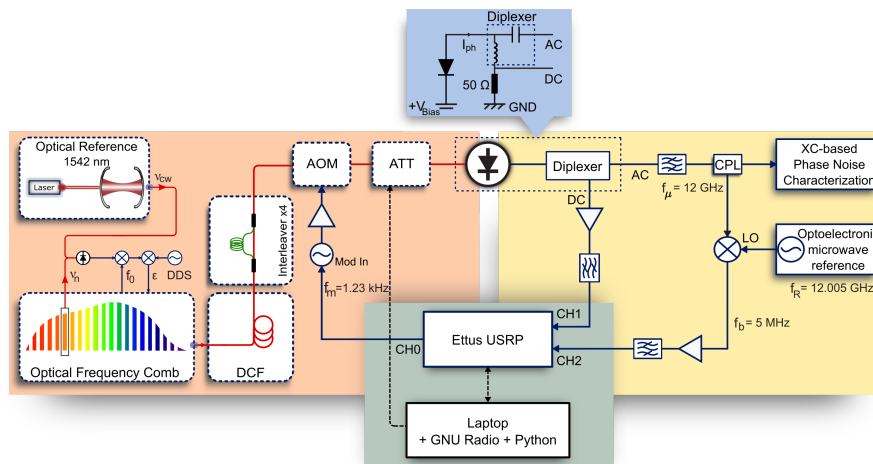 Diplexer
I_ph
AC
DC
50 Ω
+V_Bias
GND
Optical Reference
1542 nm
Laser
ν_cw
ν_n
f_0
ε
DDS
Optical Frequency Comb
DCF
Interleaver x4
AOM
ATT
Mod In
f_m=1.23 kHz
Diplexer
AC
DC
f_μ = 12 GHz
CPL
XC-based
Phase Noise
Characterization
LO
Optoelectronic
microwave
reference
f_R= 12.005 GHz
f_b= 5 MHz
CH1
CH0
Ettus USRP
CH2
Laptop
+ GNU Radio + Python